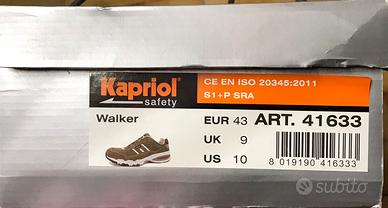 Kapriol
safety
CE EN ISO 20345:2011
S1+P SRA
Walker
EUR 43
UK 9
US 10
ART. 41633
8 019190 416333
subito